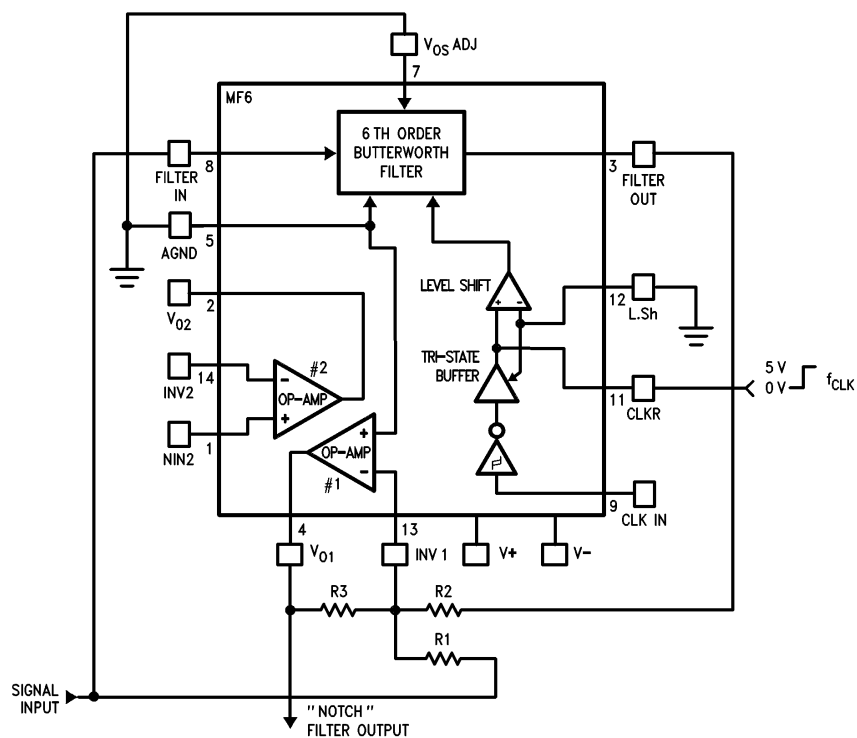 V_OS ADJ
7
MF6
6 TH ORDER
BUTTERWORTH
FILTER
8
FILTER
IN
3
FILTER
OUT
5
AGND
LEVEL SHIFT
+ -
12
L.Sh
2
V_O2
TRI-STATE
BUFFER
5 V
0 V
f_CLK
14
INV2
#2
-
OP-AMP
+
11
CLKR
1
NIN2
+
OP-AMP
-
#1
9
CLK IN
4
13
V_O1
INV 1
V+
V-
R3
R2
R1
SIGNAL
INPUT
"NOTCH"
FILTER OUTPUT